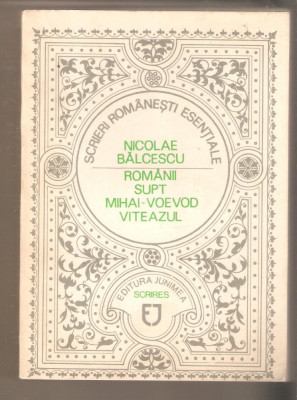 SCRIERI ROMÂNEȘTI ESENȚIALE
NICOLAE
BĂLCESCU
ROMÂNII
SUPT
MIHAI-VOEVOD
VITEAZUL
EDITURA JUNIMEA
SCRIRES
EJ